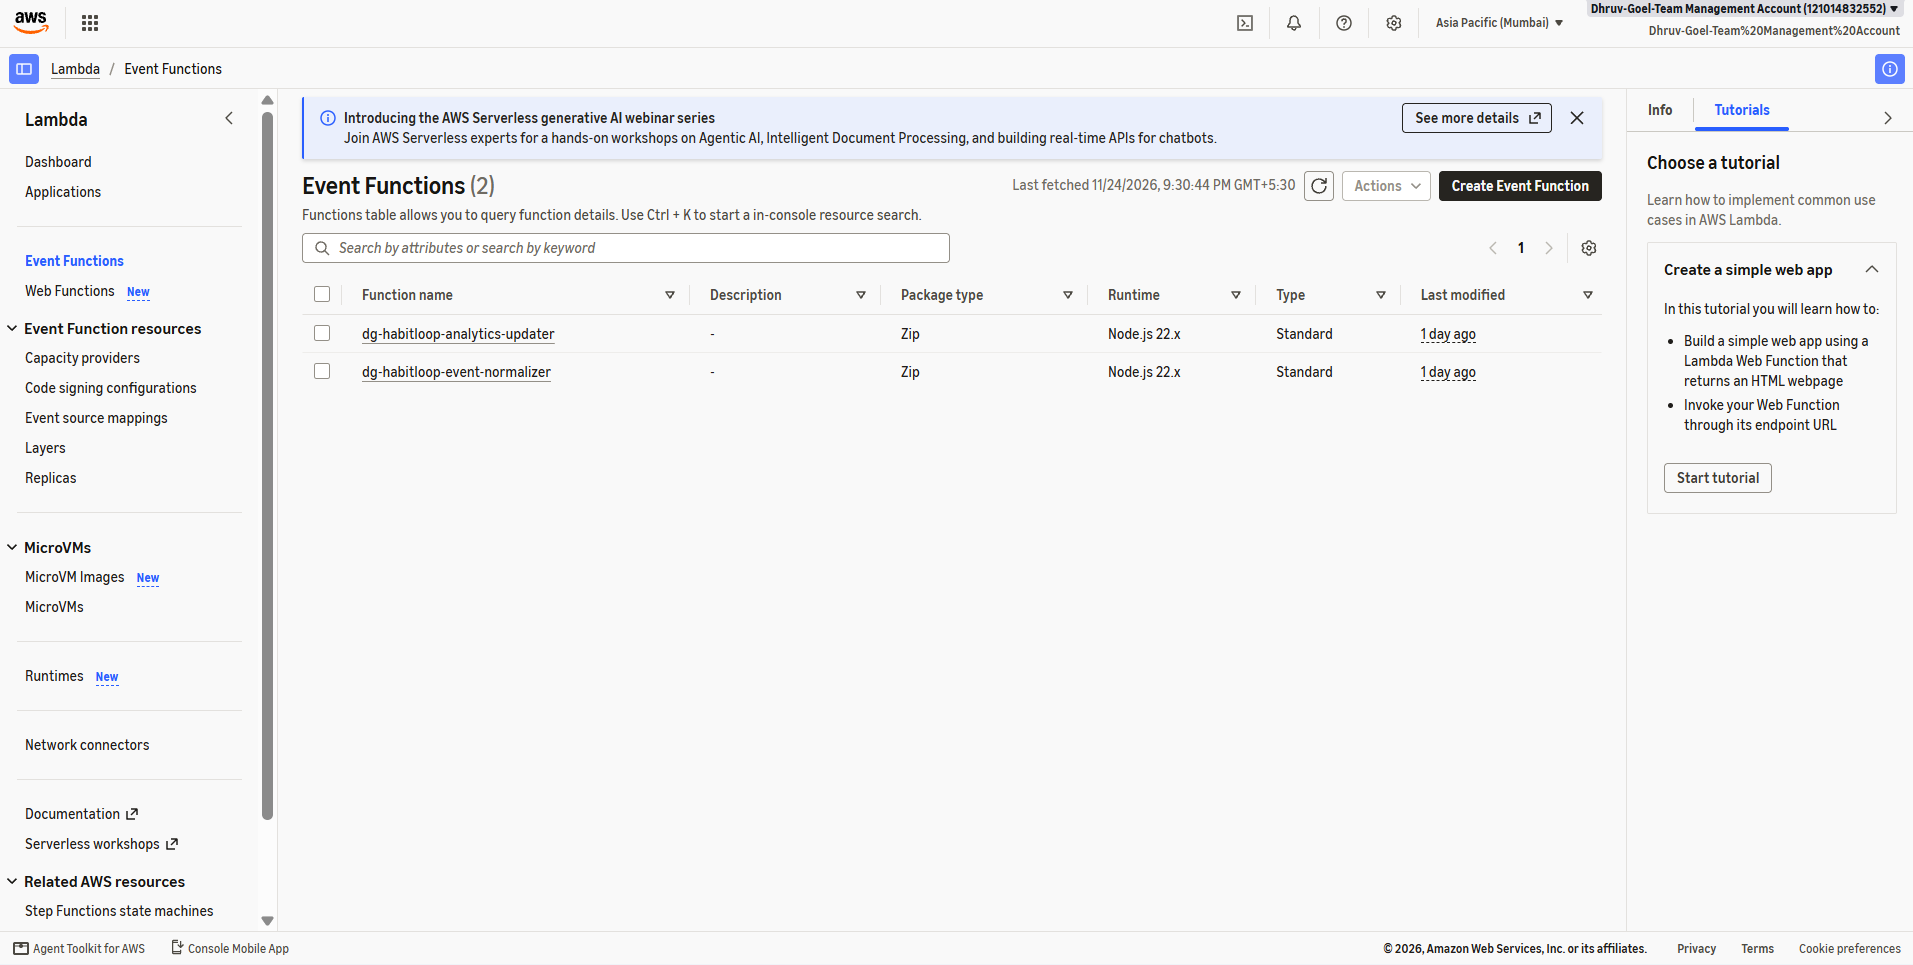 aws
Asia Pacific (Mumbai)
Dhruv-Goel-Team Management Account (121014832552)
Dhruv-Goel-Team%20Management%20Account
Lambda / Event Functions
Lambda
Dashboard
Applications
Event Functions
Web Functions New
Event Function resources
Capacity providers
Code signing configurations
Event source mappings
Layers
Replicas
MicroVMs
MicroVM Images New
MicroVMs
Runtimes New
Network connectors
Documentation
Serverless workshops
Related AWS resources
Step Functions state machines
Introducing the AWS Serverless generative AI webinar series
Join AWS Serverless experts for a hands-on workshops on Agentic AI, Intelligent Document Processing, and building real-time APIs for chatbots.
See more details
Event Functions (2)
Last fetched 11/24/2026, 9:30:44 PM GMT+5:30
Actions
Create Event Function
Functions table allows you to query function details. Use Ctrl + K to start a in-console resource search.
Search by attributes or search by keyword
1
Function name Description Package type Runtime Type Last modified
dg-habitloop-analytics-updater - Zip Node.js 22.x Standard 1 day ago
dg-habitloop-event-normalizer - Zip Node.js 22.x Standard 1 day ago
Info Tutorials
Choose a tutorial
Learn how to implement common use
cases in AWS Lambda.
Create a simple web app
In this tutorial you will learn how to:
• Build a simple web app using a
Lambda Web Function that
returns an HTML webpage
• Invoke your Web Function
through its endpoint URL
Start tutorial
Agent Toolkit for AWS Console Mobile App
© 2026, Amazon Web Services, Inc. or its affiliates. Privacy Terms Cookie preferences